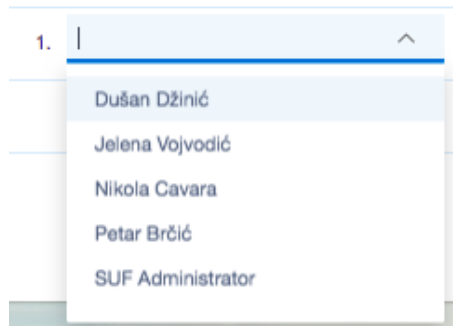 1.
Dušan Džinić
Jelena Vojvodić
Nikola Cavara
Petar Brčić
SUF Administrator